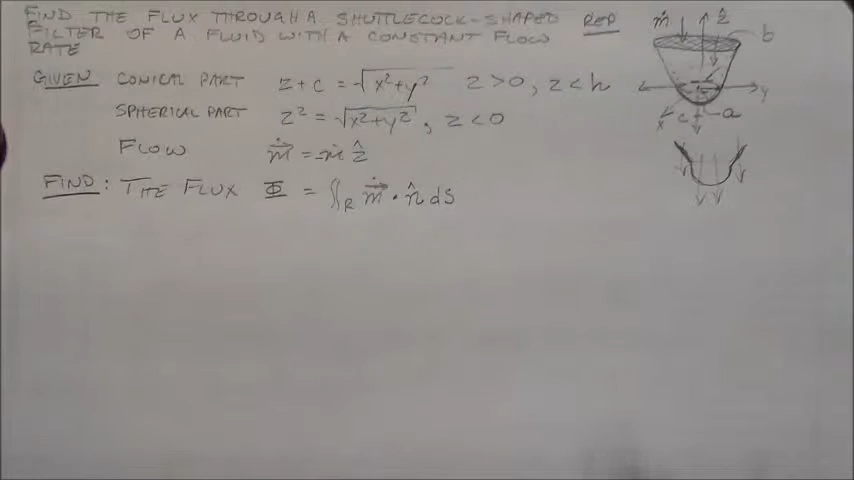 FIND THE FLUX THROUGH A SHUTTLECOCK-SHAPED RED
FILTER OF A FLUID WITH A CONSTANT FLOW
RATE
GIVEN CONICAL PART z + c = √x²+y² z > 0, z < h
SPHERICAL PART z² = √x²+y², z < 0
FLOW ṁ⃗ = -ṁ ẑ
FIND: THE FLUX Φ = ∬_R ṁ⃗ · n̂ dS
ṁ ẑ
b
y
x c a